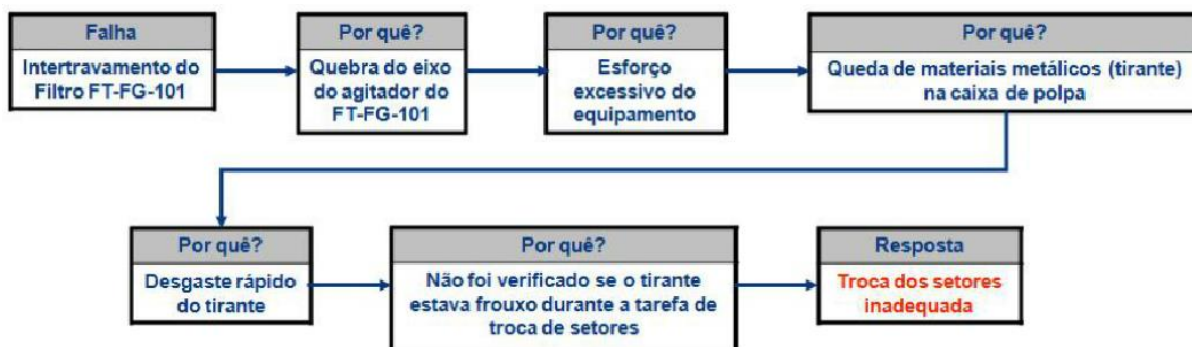 Falha
Intertravamento do
Filtro FT-FG-101
Por quê?
Quebra do eixo
do agitador do
FT-FG-101
Por quê?
Esforço
excessivo do
equipamento
Por quê?
Queda de materiais metálicos (tirante)
na caixa de polpa
Por quê?
Desgaste rápido
do tirante
Por quê?
Não foi verificado se o tirante
estava frouxo durante a tarefa de
troca de setores
Resposta
Troca dos setores
inadequada